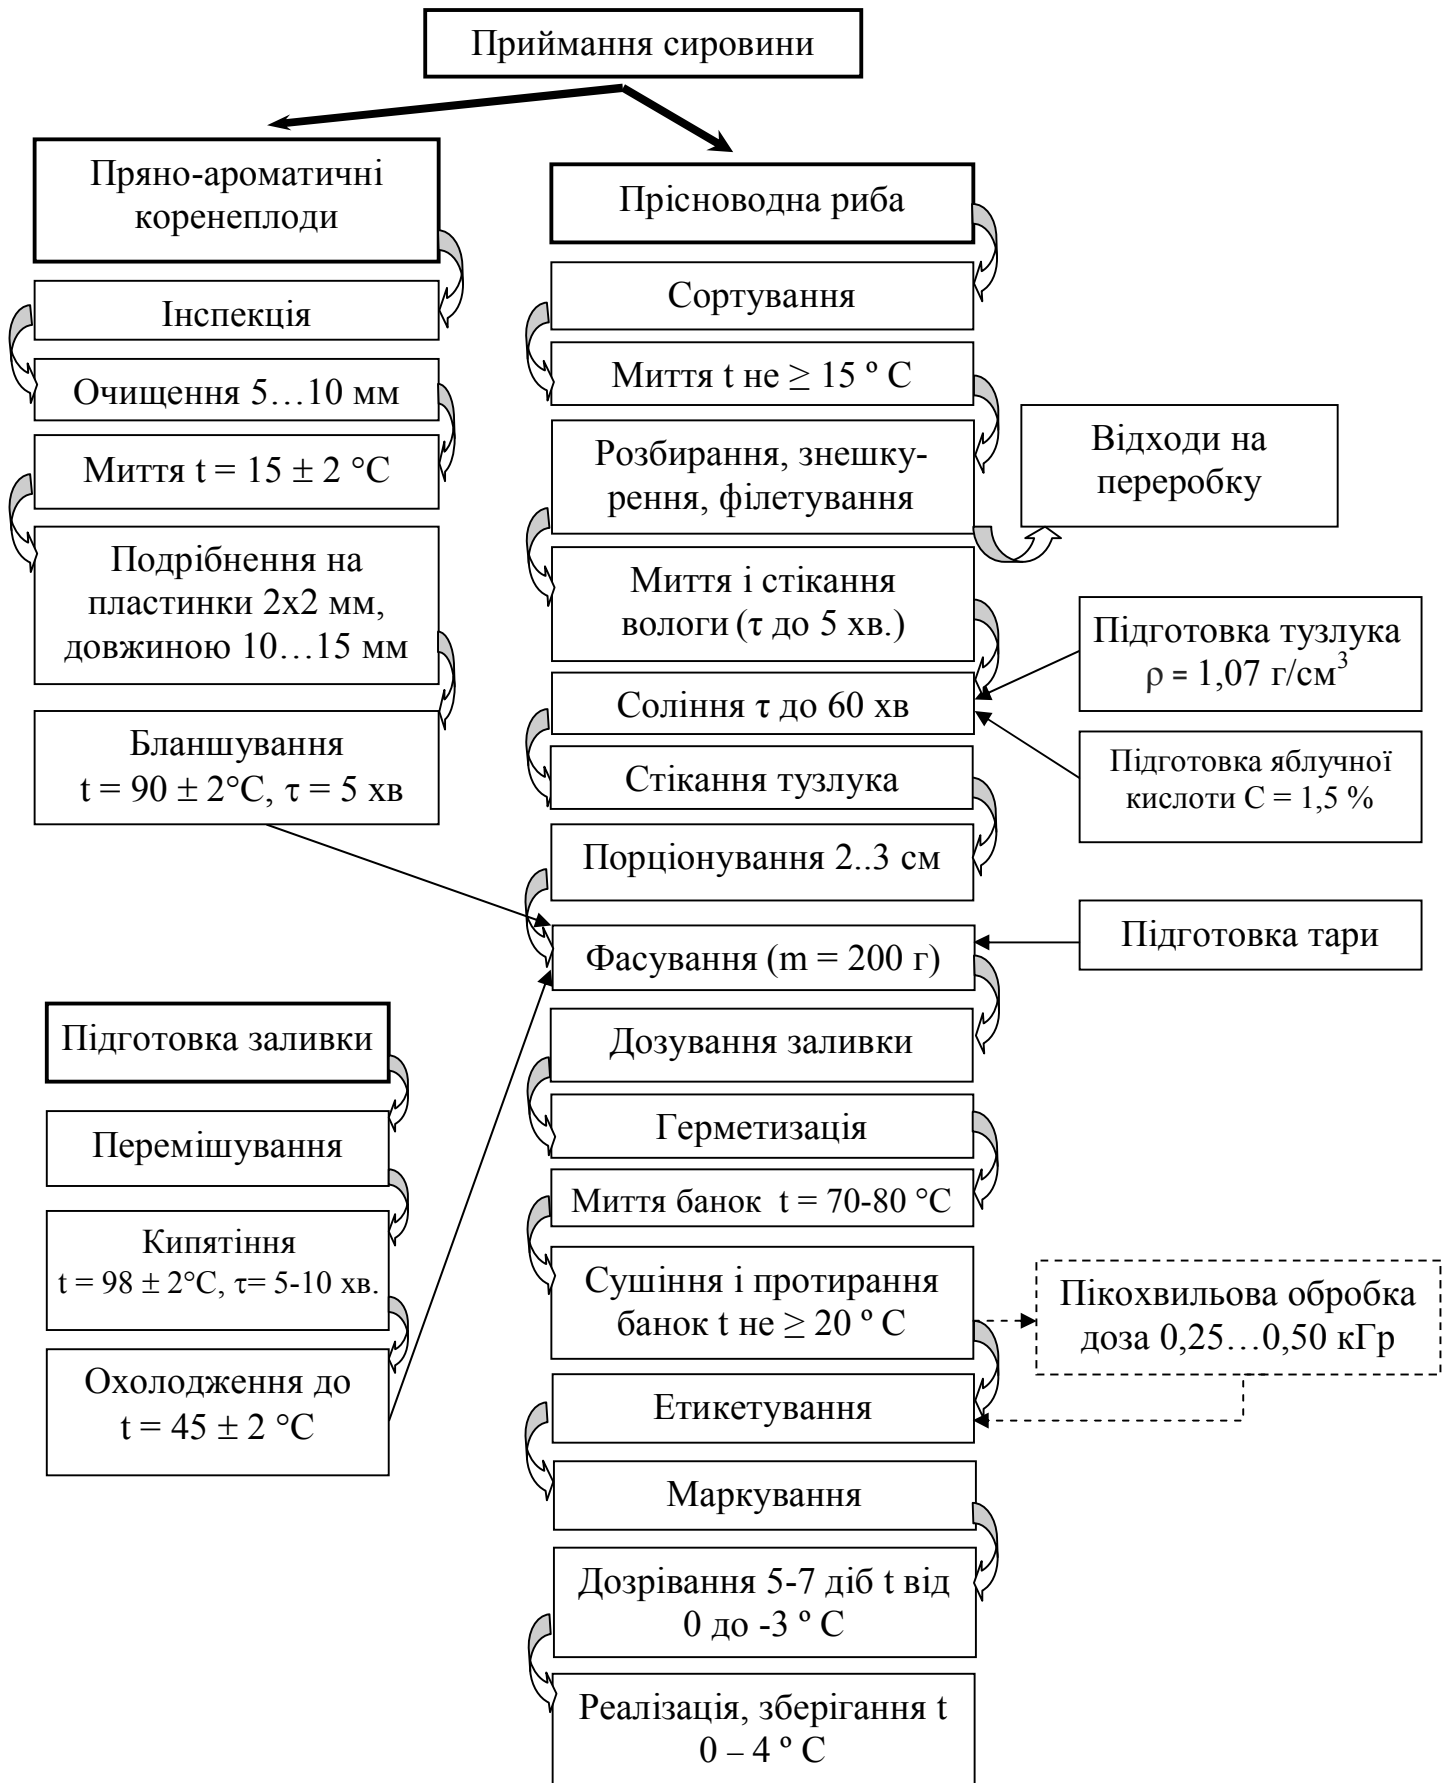 Приймання сировини
Пряно-ароматичні
коренеплоди
Інспекція
Очищення 5…10 мм
Миття t = 15 ± 2 °С
Подрібнення на
пластинки 2х2 мм,
довжиною 10…15 мм
Бланшування
t = 90 ± 2°С, τ = 5 хв
Прісноводна риба
Сортування
Миття t не ≥ 15 º С
Розбирання, знешку-
рення, філетування
Відходи на
переробку
Миття і стікання
вологи (τ до 5 хв.)
Підготовка тузлука
ρ = 1,07 г/см³
Соління τ до 60 хв
Підготовка яблучної
кислоти С = 1,5 %
Стікання тузлука
Порціонування 2..3 см
Підготовка тари
Фасування (m = 200 г)
Підготовка заливки
Перемішування
Кипятіння
t = 98 ± 2°С, τ= 5-10 хв.
Охолодження до
t = 45 ± 2 °С
Дозування заливки
Герметизація
Миття банок t = 70-80 °С
Сушіння і протирання
банок t не ≥ 20 º С
Пікохвильова обробка
доза 0,25…0,50 кГр
Етикетування
Маркування
Дозрівання 5-7 діб t від
0 до -3 º С
Реалізація, зберігання t
0 – 4 º С